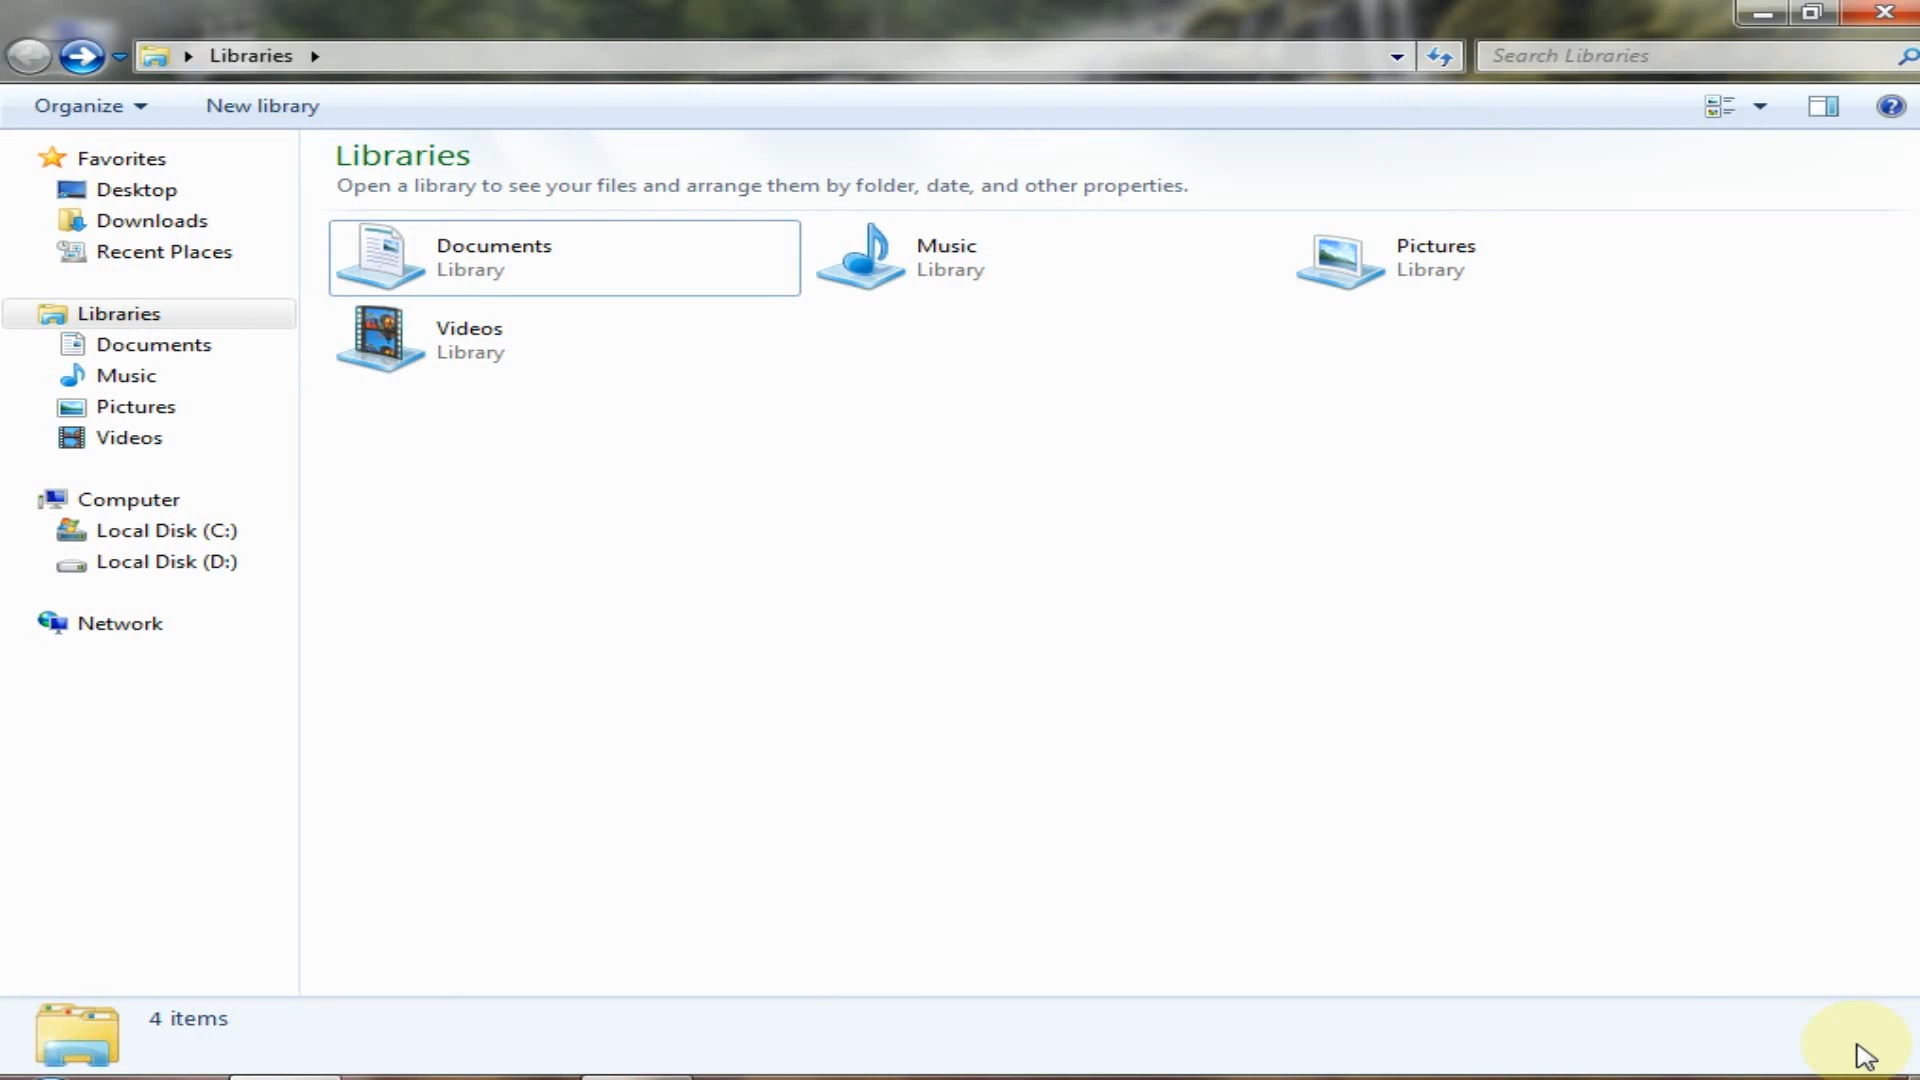 Libraries
Search Libraries
Organize
New library
Favorites
Desktop
Downloads
Recent Places
Libraries
Documents
Music
Pictures
Videos
Computer
Local Disk (C:)
Local Disk (D:)
Network
Libraries
Open a library to see your files and arrange them by folder, date, and other properties.
Documents
Library
Music
Library
Pictures
Library
Videos
Library
4 items